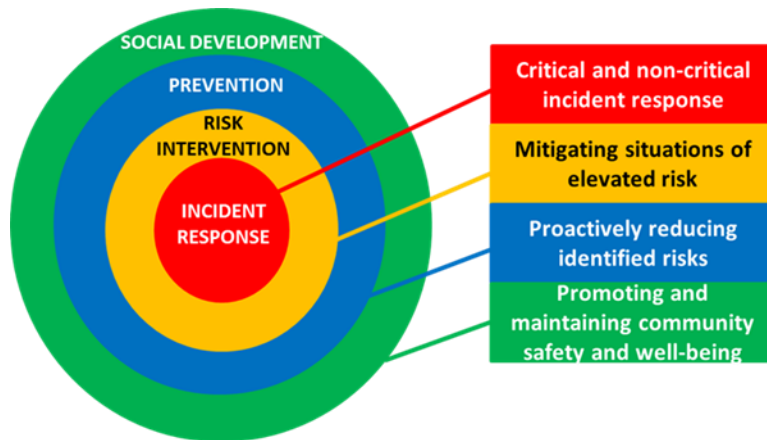 SOCIAL DEVELOPMENT
PREVENTION
RISK
INTERVENTION
INCIDENT
RESPONSE
Critical and non-critical
incident response
Mitigating situations of
elevated risk
Proactively reducing
identified risks
Promoting and
maintaining community
safety and well-being